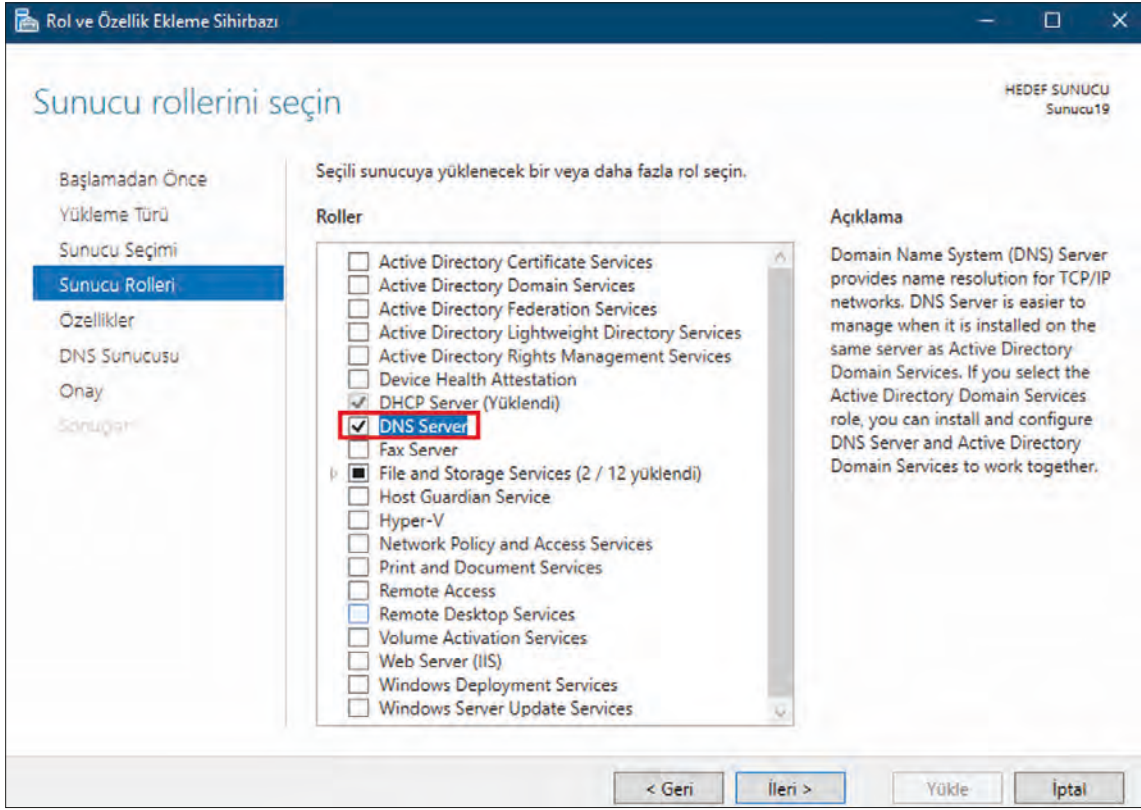 Rol ve Özellik Ekleme Sihirbazı
Sunucu rollerini seçin
HEDEF SUNUCU
Sunucu19
Başlamadan Önce
Yükleme Türü
Sunucu Seçimi
Sunucu Rolleri
Özellikler
DNS Sunucusu
Onay
Sonuçlar
Seçili sunucuya yüklenecek bir veya daha fazla rol seçin.
Roller
Active Directory Certificate Services
Active Directory Domain Services
Active Directory Federation Services
Active Directory Lightweight Directory Services
Active Directory Rights Management Services
Device Health Attestation
DHCP Server (Yüklendi)
DNS Server
Fax Server
File and Storage Services (2 / 12 yüklendi)
Host Guardian Service
Hyper-V
Network Policy and Access Services
Print and Document Services
Remote Access
Remote Desktop Services
Volume Activation Services
Web Server (IIS)
Windows Deployment Services
Windows Server Update Services
Açıklama
Domain Name System (DNS) Server
provides name resolution for TCP/IP
networks. DNS Server is easier to
manage when it is installed on the
same server as Active Directory
Domain Services. If you select the
Active Directory Domain Services
role, you can install and configure
DNS Server and Active Directory
Domain Services to work together.
< Geri
İleri >
Yükle
İptal